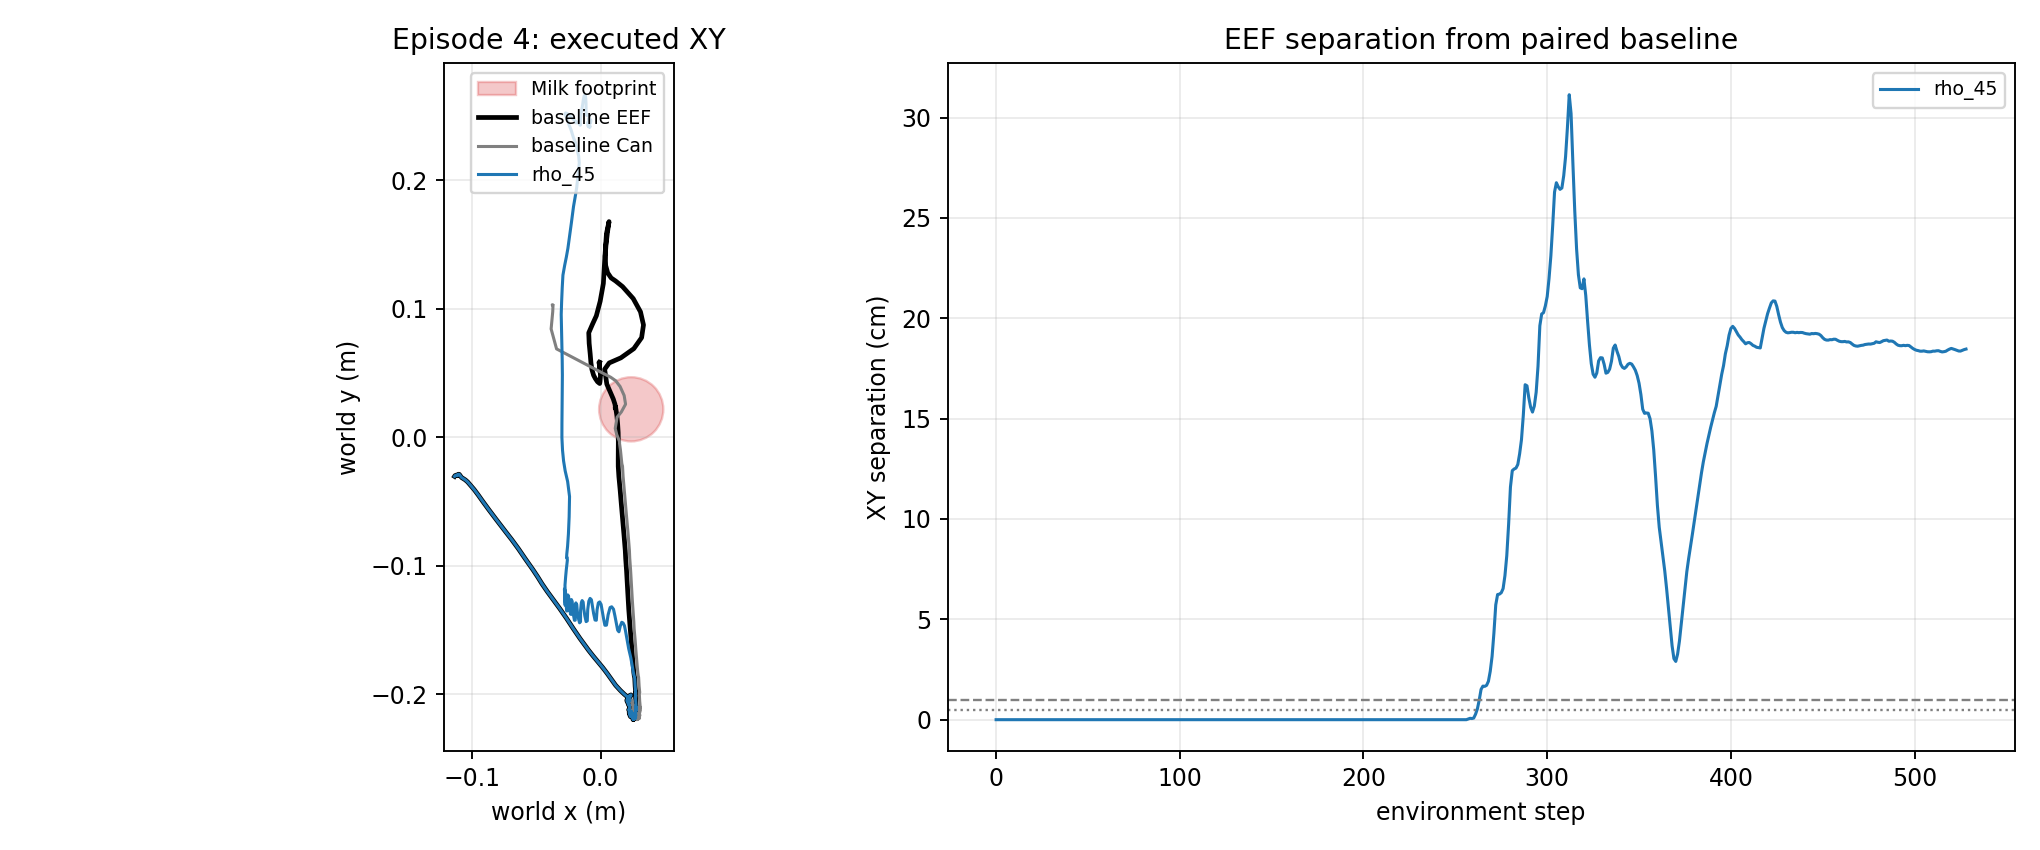 Episode 4: executed XY
Milk footprint
baseline EEF
baseline Can
rho_45
0.2
0.1
0.0
−0.1
−0.2
world y (m)
−0.1
0.0
world x (m)
EEF separation from paired baseline
rho_45
30
25
20
15
10
5
0
XY separation (cm)
0
100
200
300
400
500
environment step